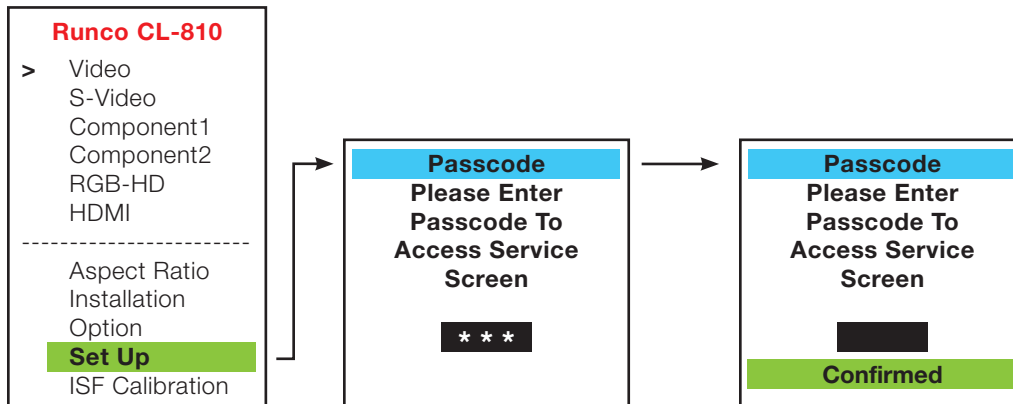 Runco CL-810
> Video
S-Video
Component1
Component2
RGB-HD
HDMI
-------------------------
Aspect Ratio
Installation
Option
Set Up
ISF Calibration
Passcode
Please Enter
Passcode To
Access Service
Screen
* * *
Passcode
Please Enter
Passcode To
Access Service
Screen
Confirmed